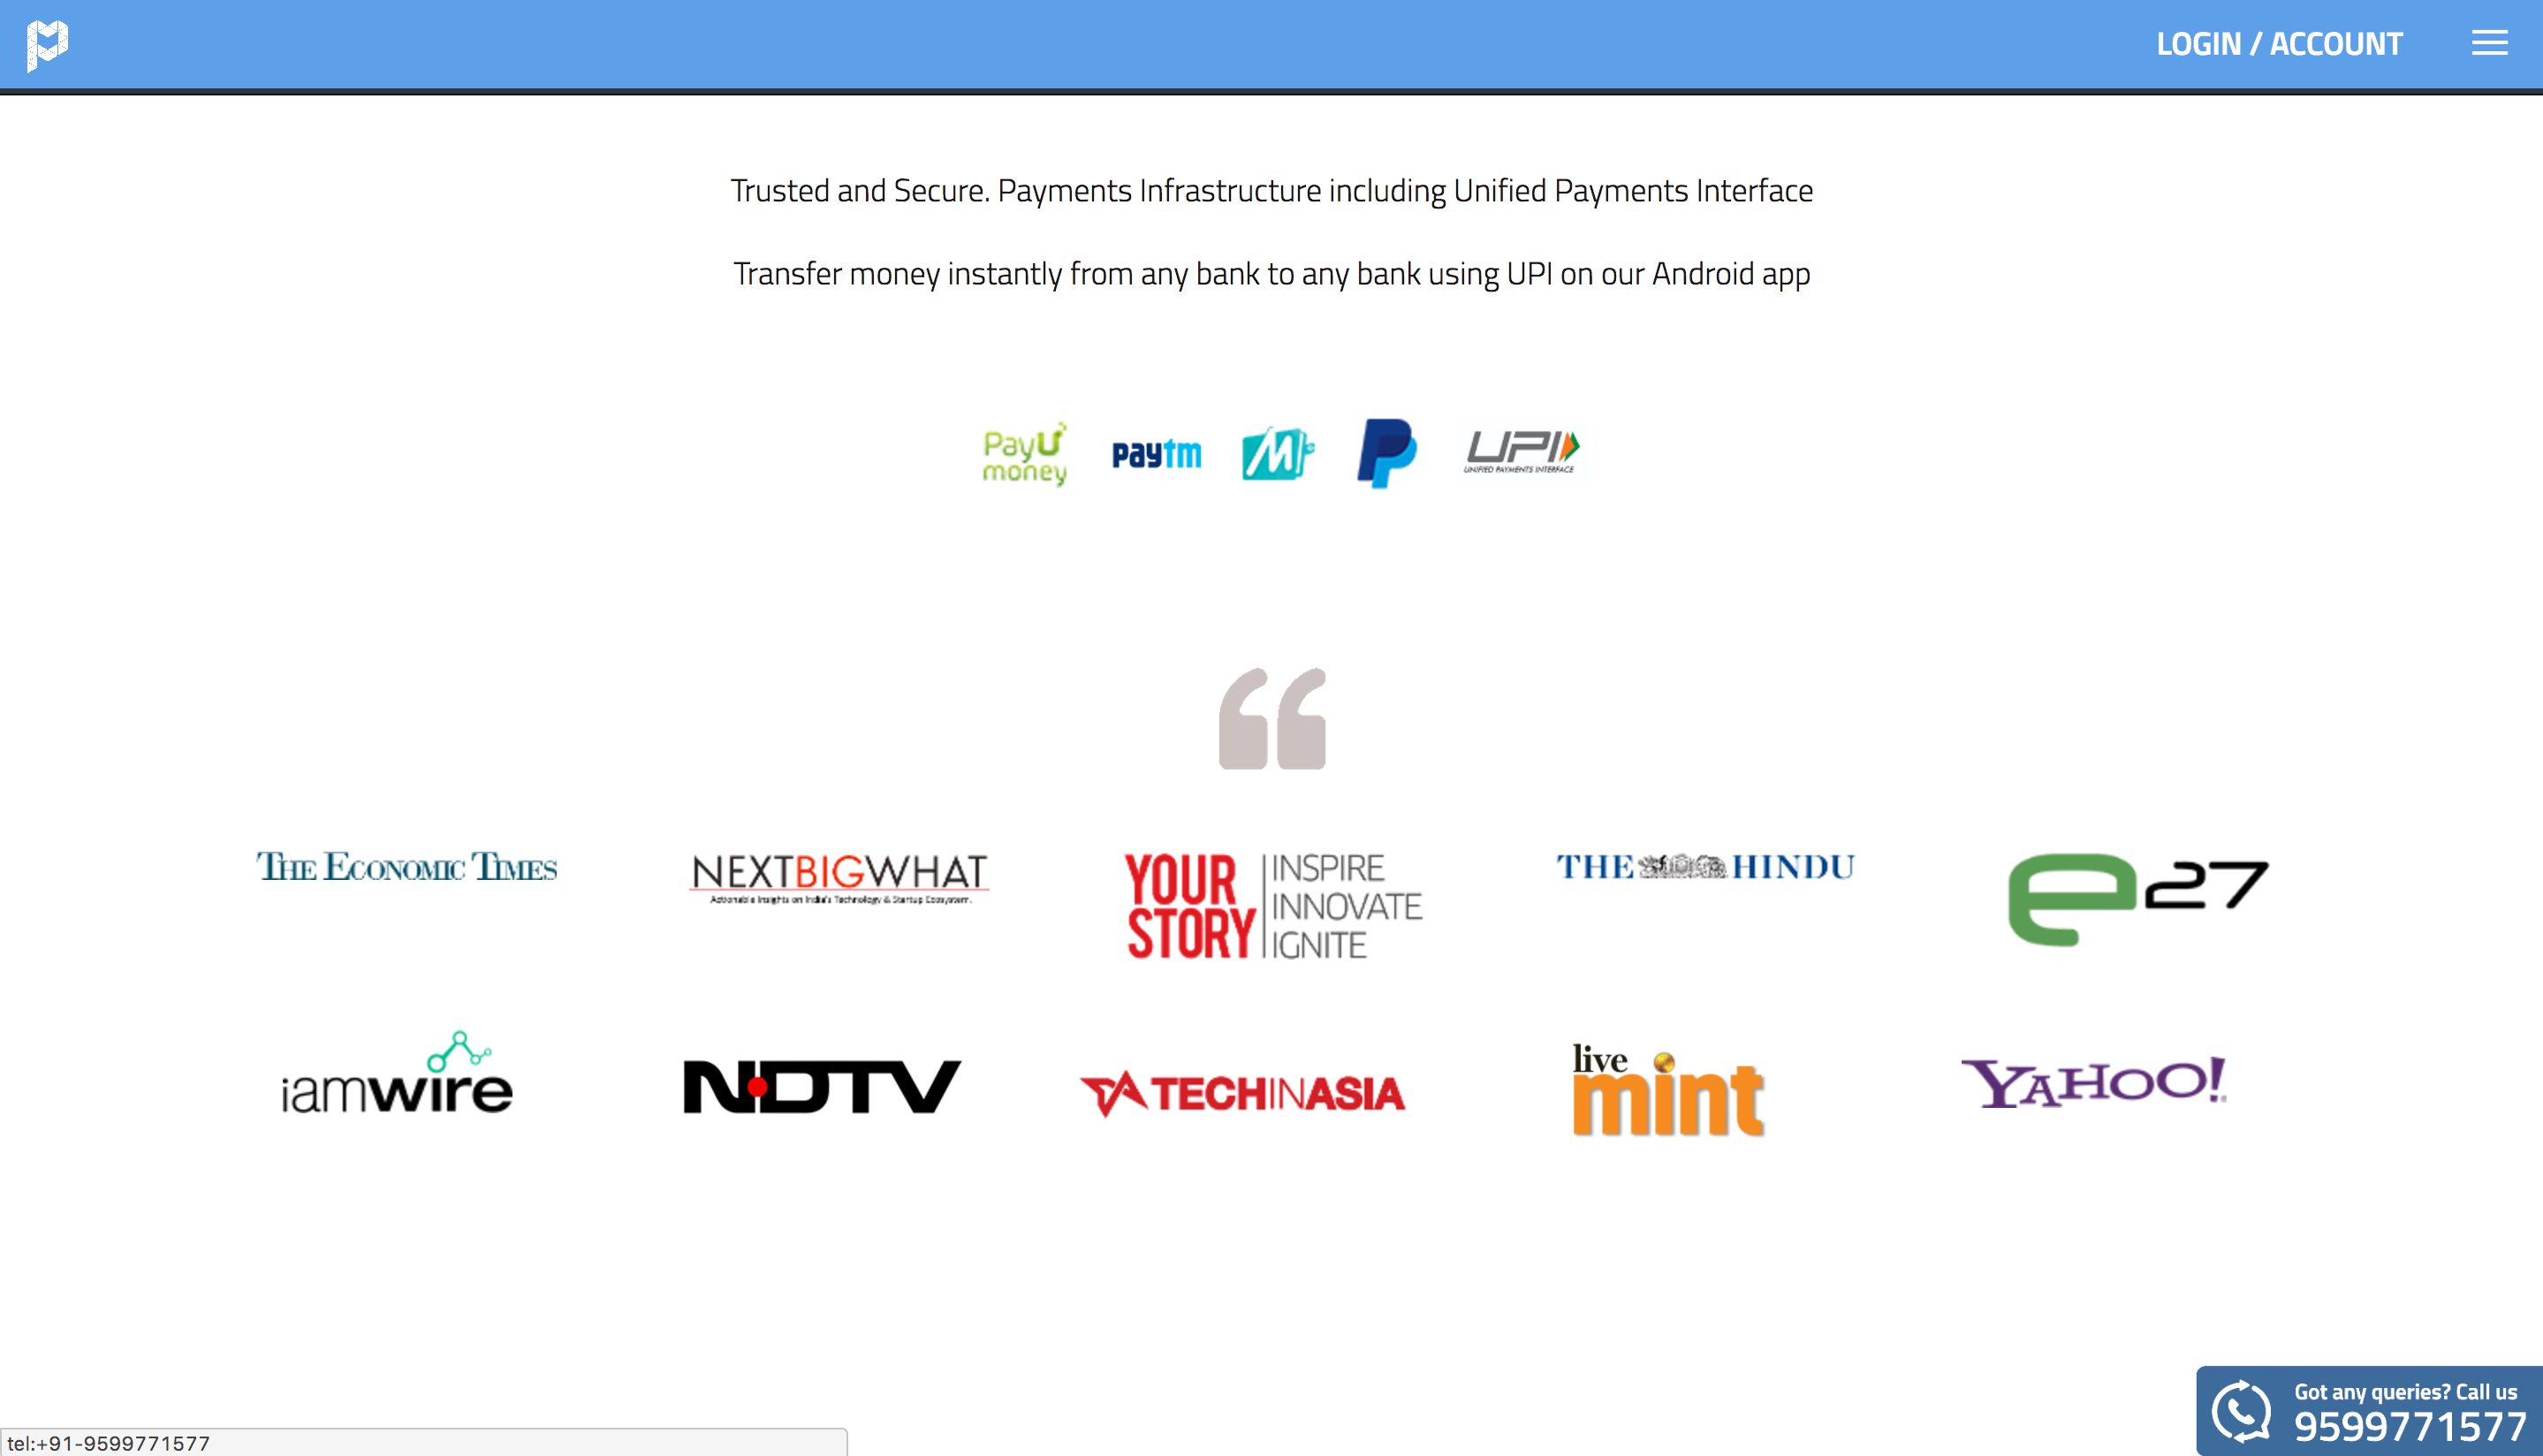 LOGIN / ACCOUNT
Trusted and Secure. Payments Infrastructure including Unified Payments Interface
Transfer money instantly from any bank to any bank using UPI on our Android app
PayU
money
paytm
UPI
UNIFIED PAYMENTS INTERFACE
“
THE ECONOMIC TIMES
NEXTBIGWHAT
Actionable Insights on India's Technology & Startup Ecosystem.
YOUR
STORY
INSPIRE
INNOVATE
IGNITE
THE HINDU
e27
iamwire
NDTV
TECHINASIA
live
mint
YAHOO!
Got any queries? Call us
9599771577
tel:+91-9599771577